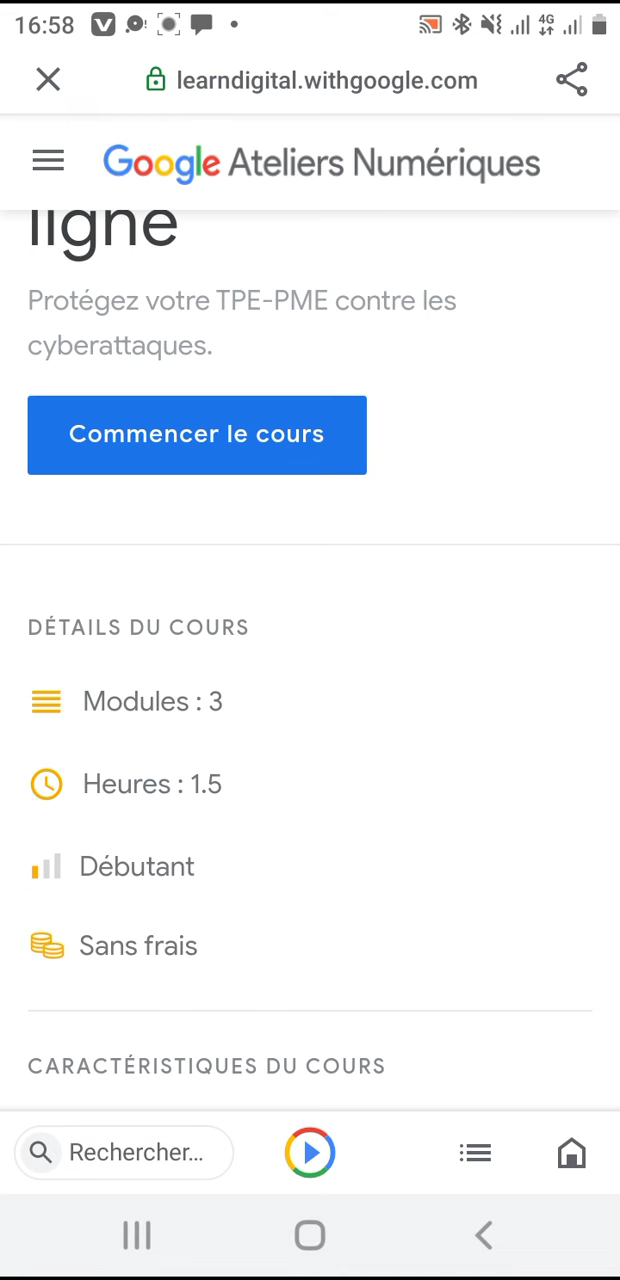 16:58
4G
learndigital.withgoogle.com
Google Ateliers Numériques
ligne
Protégez votre TPE-PME contre les
cyberattaques.
Commencer le cours
DÉTAILS DU COURS
Modules : 3
Heures : 1.5
Débutant
Sans frais
CARACTÉRISTIQUES DU COURS
Rechercher...